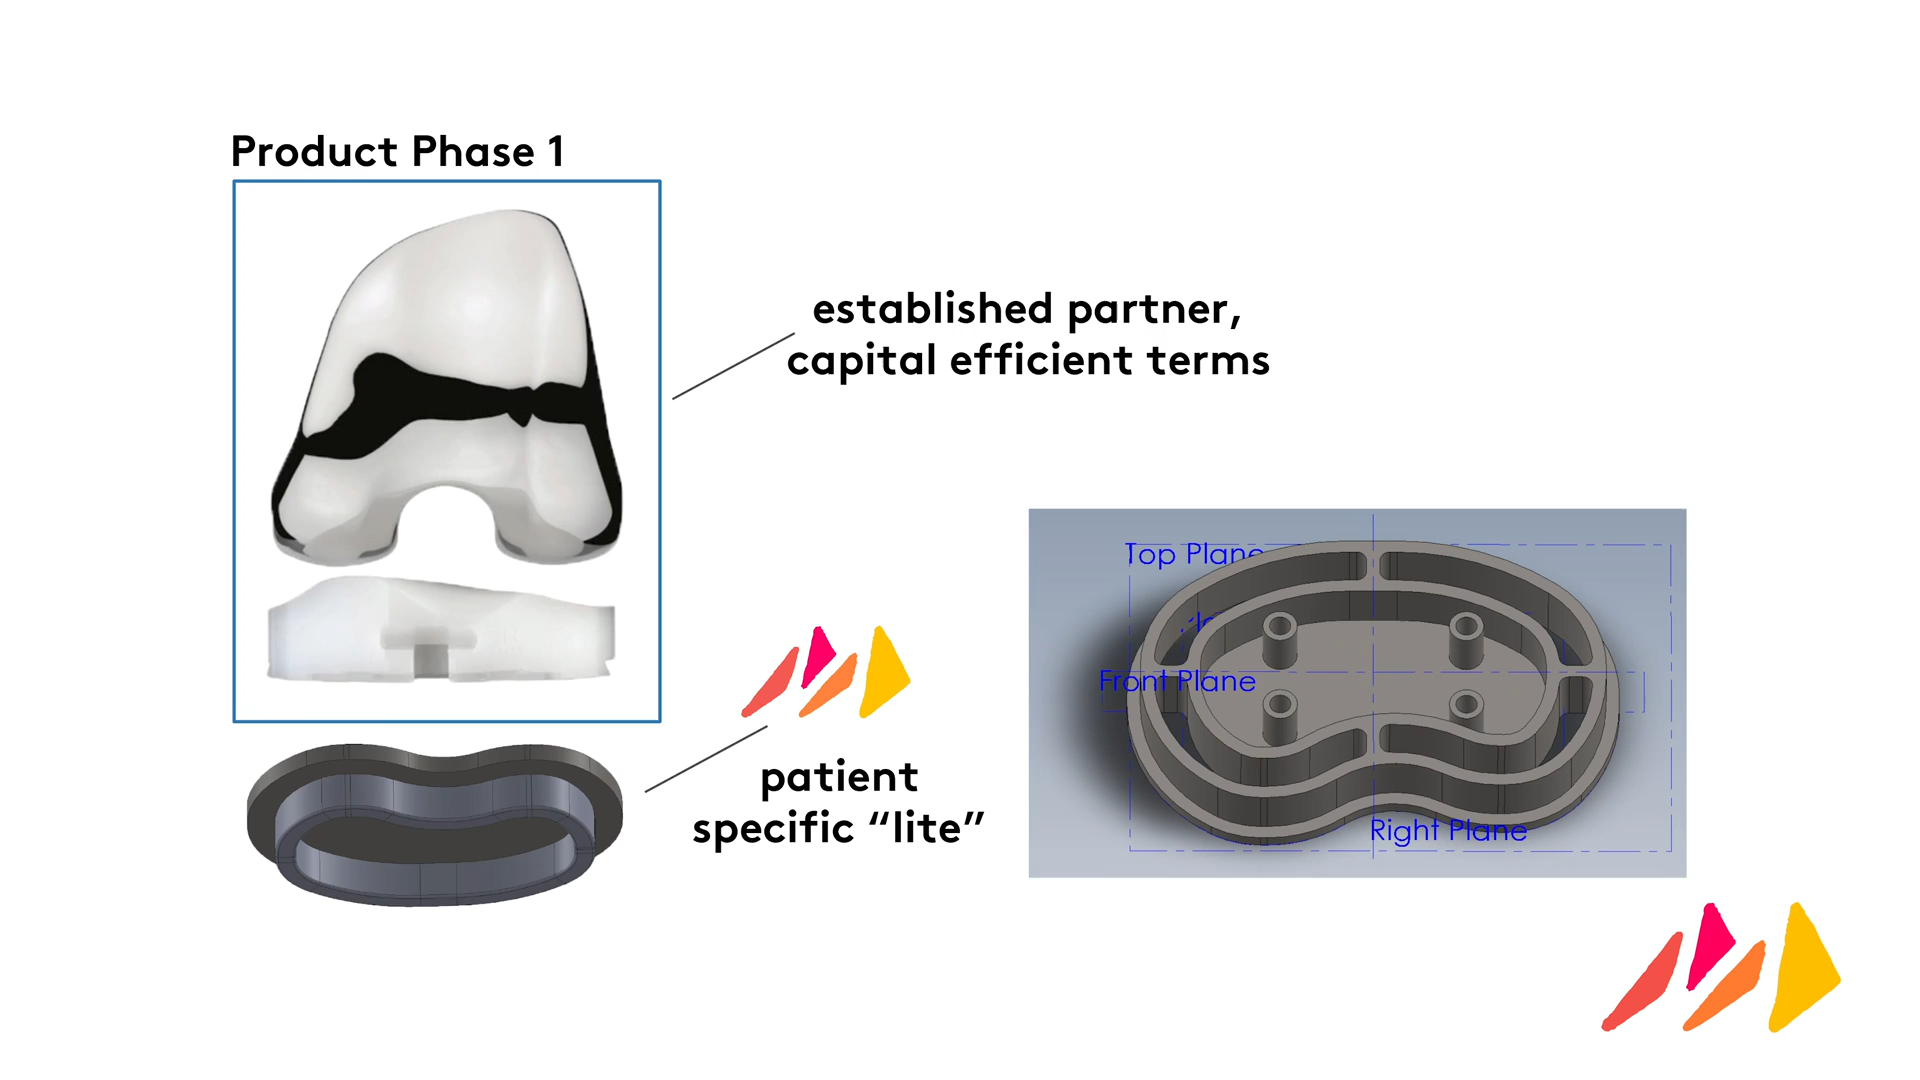 Product Phase 1
established partner,
capital efficient terms
patient
specific “lite”
Top Plane
Front Plane
Right Plane